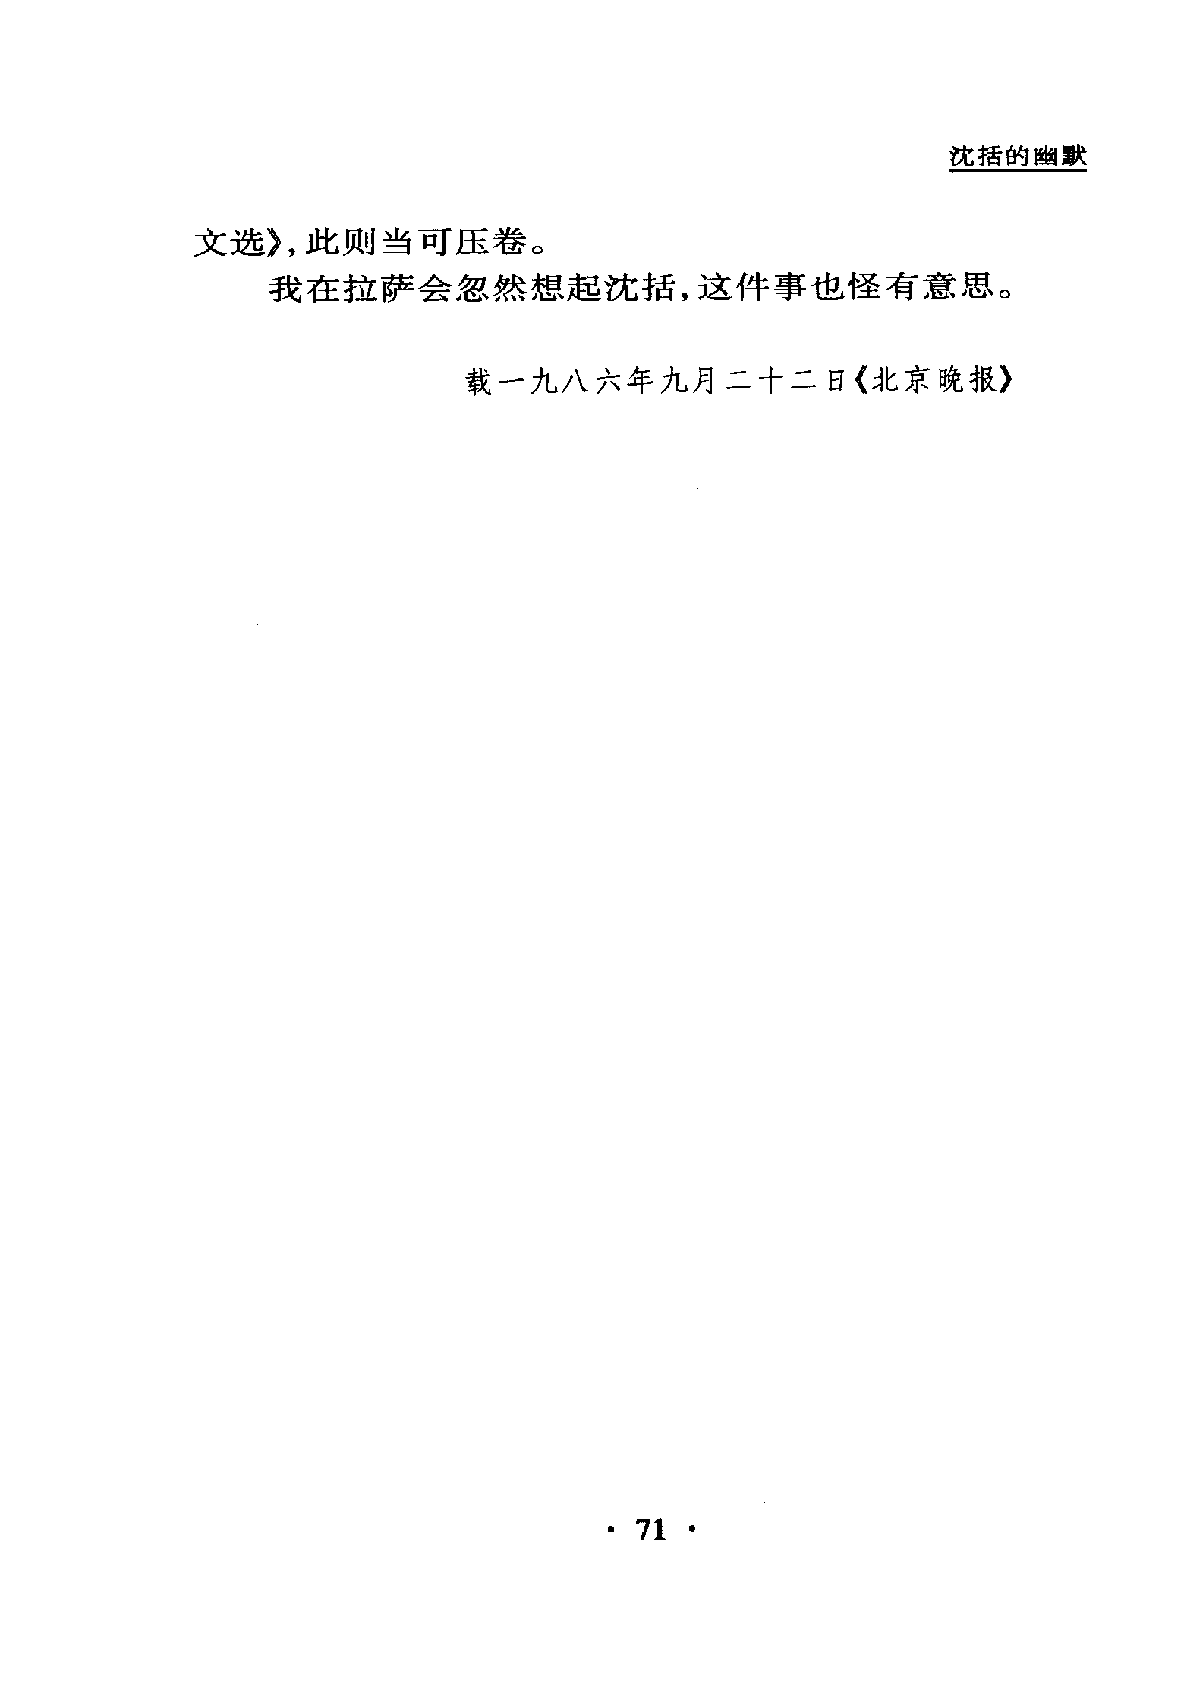 沈括的幽默
文选》,此则当可压卷。
我在拉萨会忽然想起沈括,这件事也怪有意思。
载一九八六年九月二十二日《北京晚报》
· 71 ·